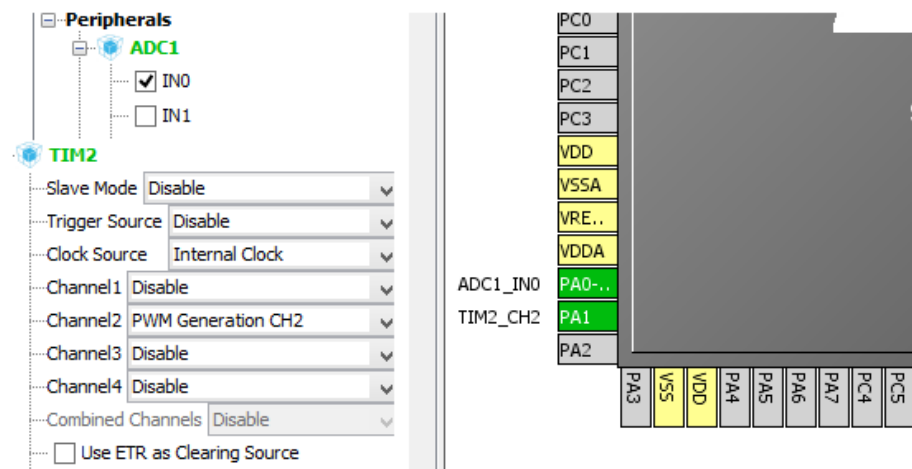 Peripherals
ADC1
IN0
IN1
TIM2
Slave Mode Disable
Trigger Source Disable
Clock Source Internal Clock
Channel1 Disable
Channel2 PWM Generation CH2
Channel3 Disable
Channel4 Disable
Combined Channels Disable
Use ETR as Clearing Source
PC0
PC1
PC2
PC3
VDD
VSSA
VRE..
VDDA
ADC1_IN0 PA0-..
TIM2_CH2 PA1
PA2
PA3 VSS VDD PA4 PA5 PA6 PA7 PC4 PC5